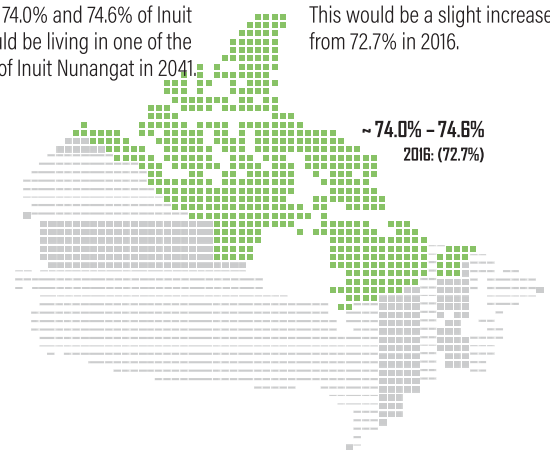 74.0% and 74.6% of Inuit
be living in one of the
of Inuit Nunangat in 2041.
This would be a slight increase
from 72.7% in 2016.
~ 74.0% – 74.6%
2016: (72.7%)